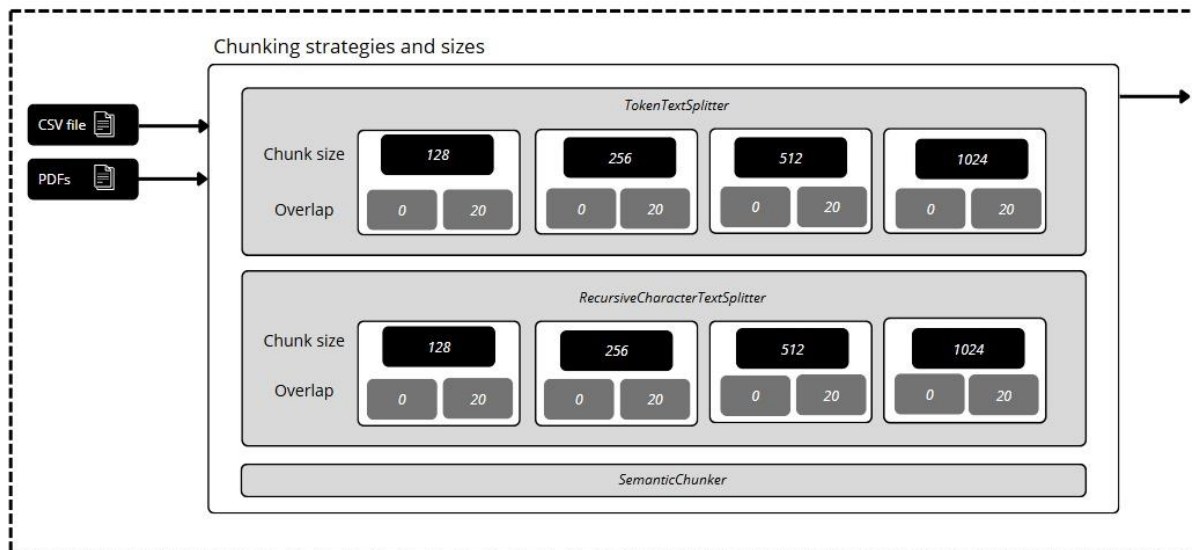 Chunking strategies and sizes
CSV file
PDFs
TokenTextSplitter
Chunk size 128 256 512 1024
Overlap 0 20 0 20 0 20 0 20
RecursiveCharacterTextSplitter
Chunk size 128 256 512 1024
Overlap 0 20 0 20 0 20 0 20
SemanticChunker